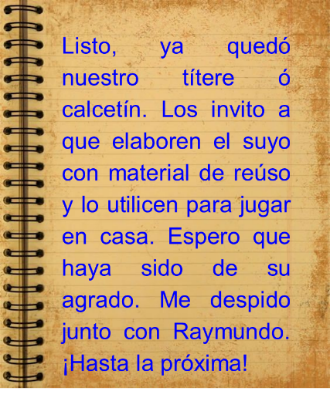 Listo, ya quedó
nuestro títere ó
calcetín. Los invito a
que elaboren el suyo
con material de reúso
y lo utilicen para jugar
en casa. Espero que
haya sido de su
agrado. Me despido
junto con Raymundo.
¡Hasta la próxima!